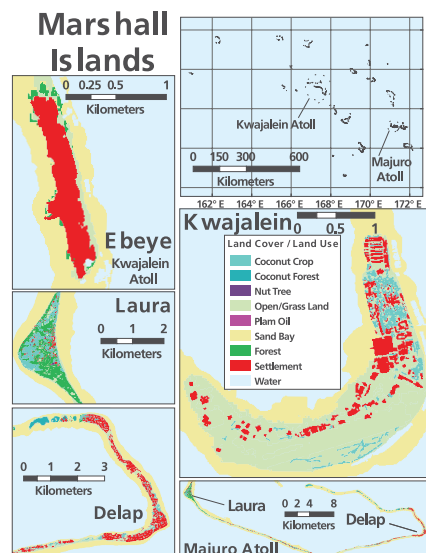 Marshall
Islands
0 0.25 0.5 1
Kilometers
Ebeye
Kwajalein
Atoll
Kwajalein Atoll
Majuro
Atoll
0 150 300 600
Kilometers
162°E 164°E 166°E 168°E 170°E 172°E
Laura
0 1 2
Kilometers
Kwajalein
0 0.5 1
Land Cover / Land Use
Coconut Crop
Coconut Forest
Nut Tree
Open/Grass Land
Plam Oil
Sand Bay
Forest
Settlement
Water
0 1 2 3
Kilometers
Delap
Laura
0 2 4 8
Kilometers
Delap
Majuro Atoll